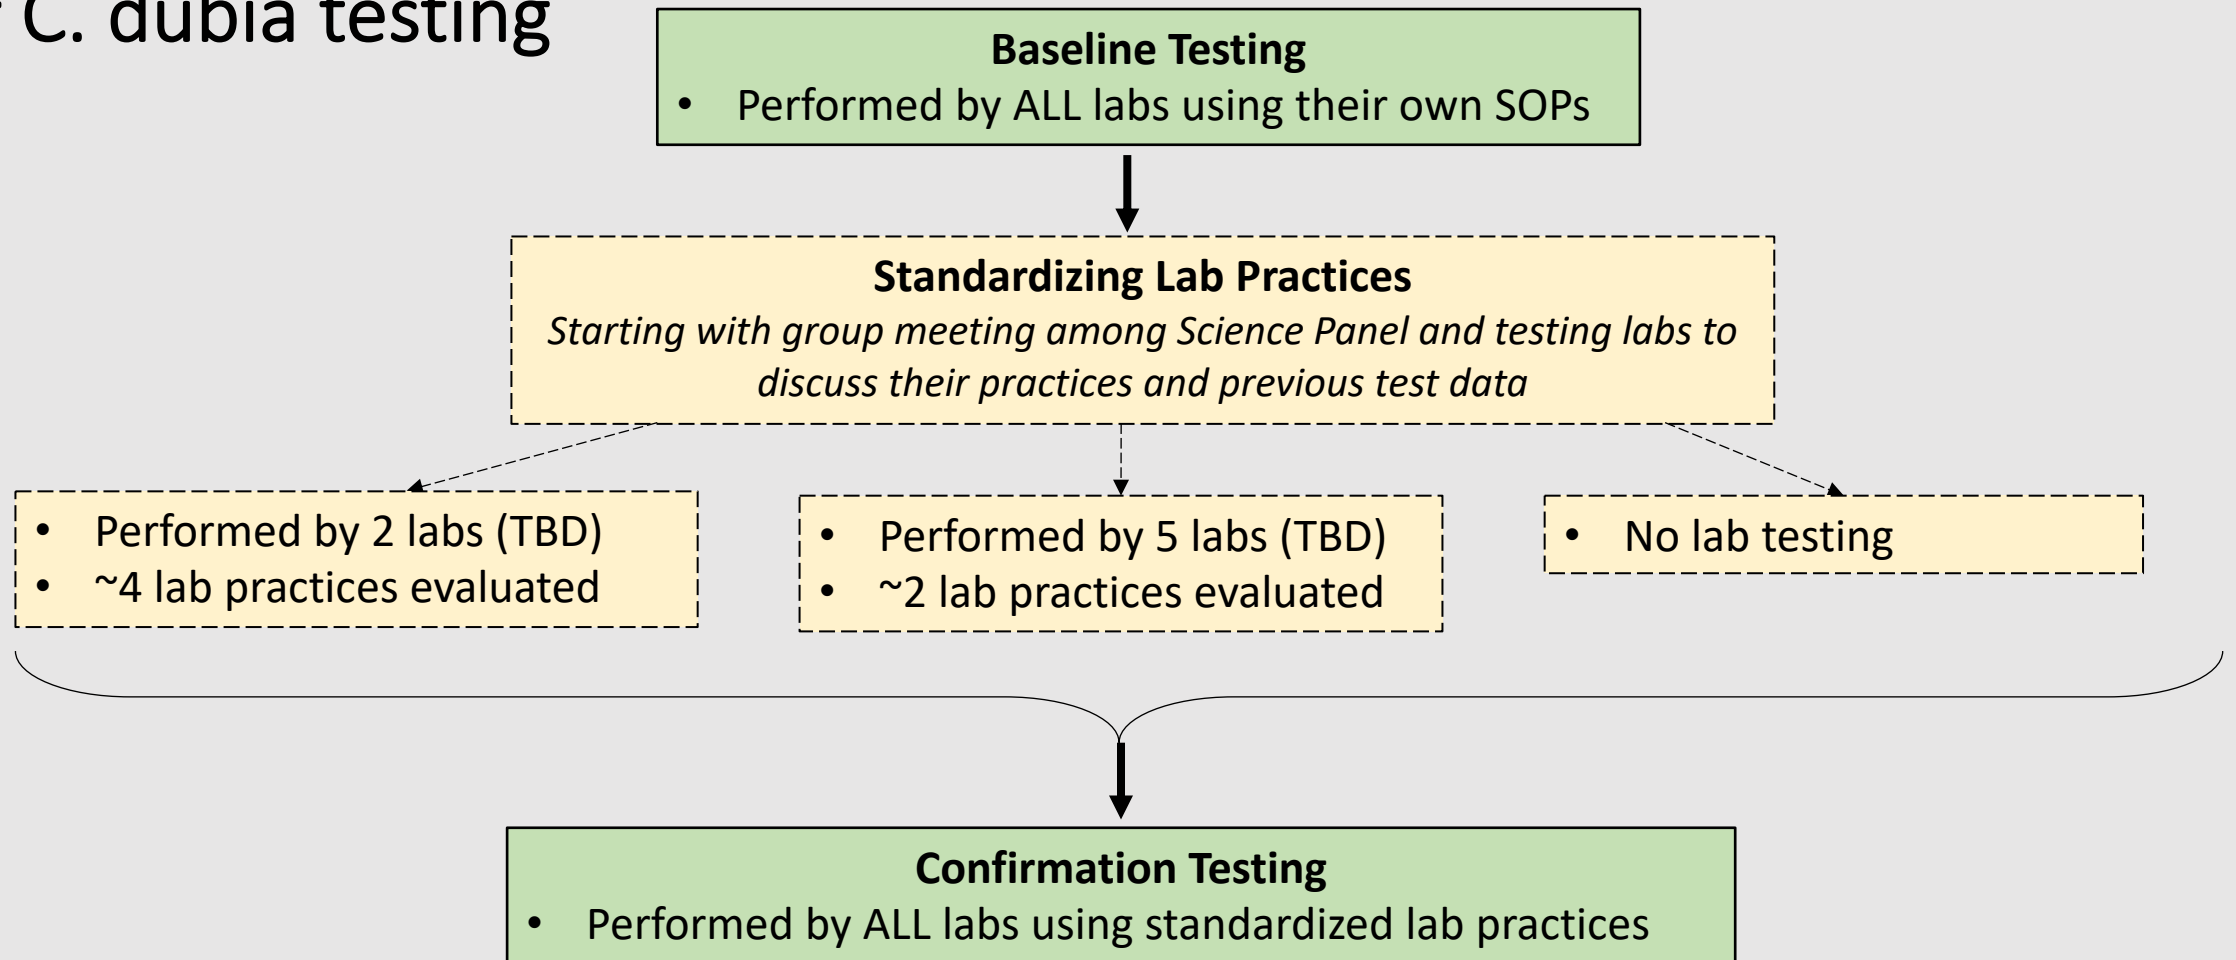 C. dubia testing
Baseline Testing
• Performed by ALL labs using their own SOPs
Standardizing Lab Practices
Starting with group meeting among Science Panel and testing labs to
discuss their practices and previous test data
• Performed by 2 labs (TBD)
• ~4 lab practices evaluated
• Performed by 5 labs (TBD)
• ~2 lab practices evaluated
• No lab testing
Confirmation Testing
• Performed by ALL labs using standardized lab practices